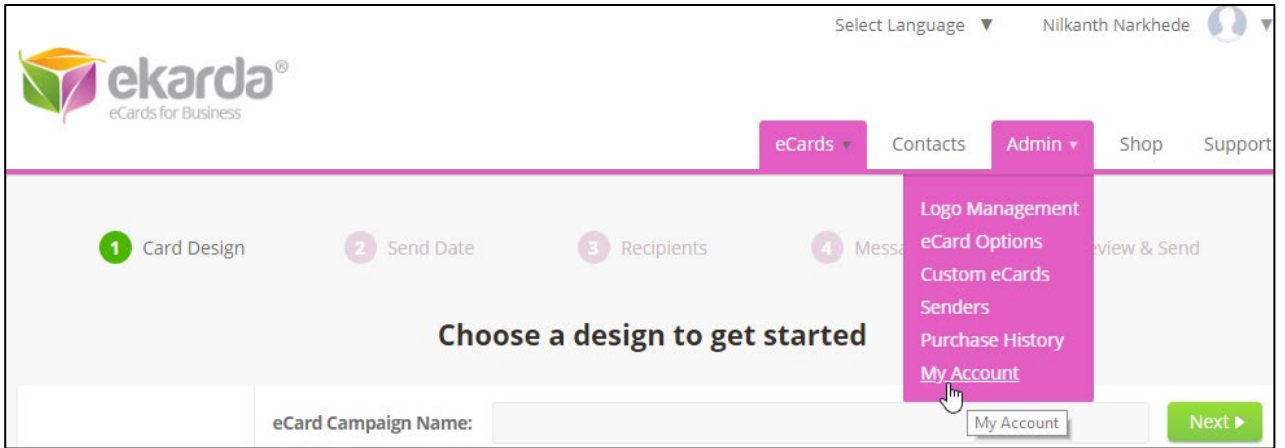 Select Language ▼ Nilkanth Narkhede ▼
ekarda®
eCards for Business
eCards ▼ Contacts Admin ▼ Shop Support
Logo Management
eCard Options
Custom eCards
Senders
Purchase History
My Account
1 Card Design 2 Send Date 3 Recipients 4 Messa eview & Send
Choose a design to get started
eCard Campaign Name:
My Account
Next ▶